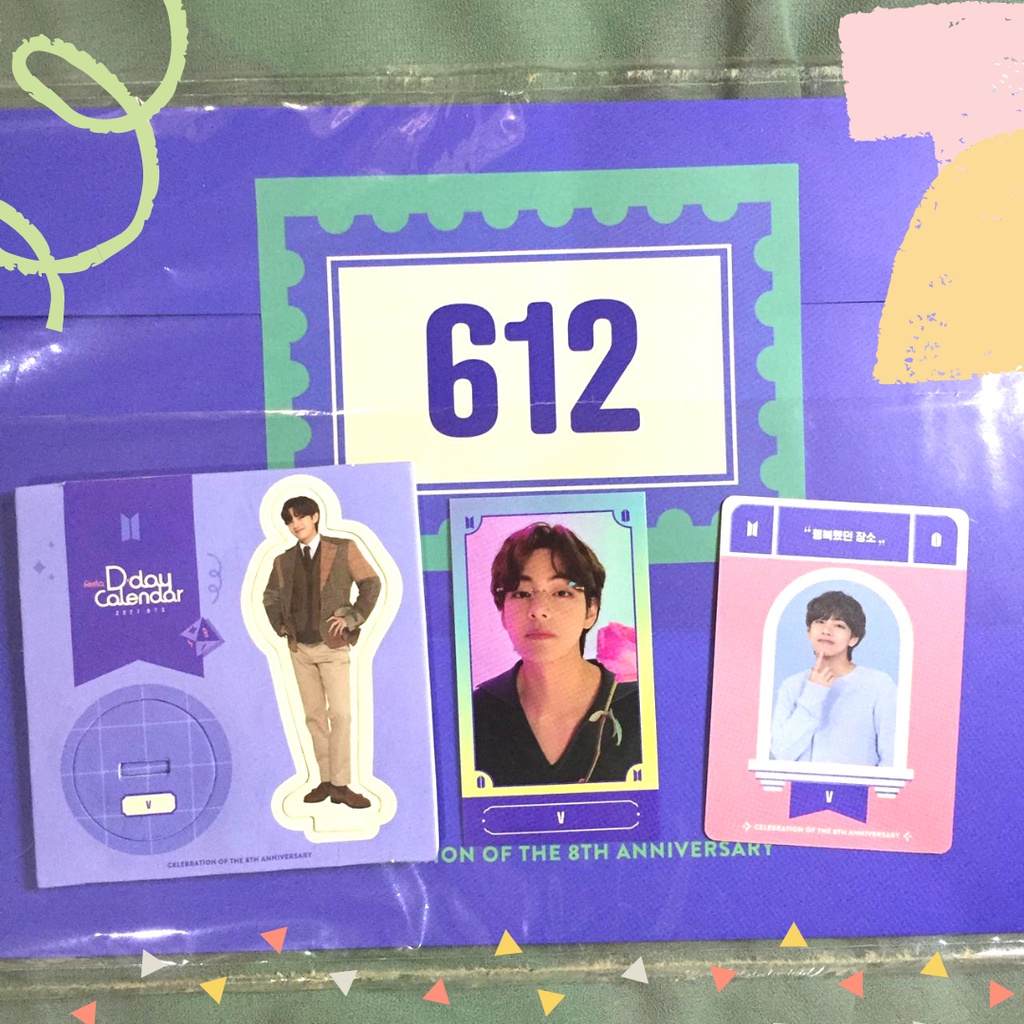 612
festa
D-day
Calendar
2021 BTS
V
CELEBRATION OF THE 8TH ANNIVERSARY
V
ION OF THE 8TH ANNIVERSARY
“행복했던 장소„
V
CELEBRATION OF THE 8TH ANNIVERSARY